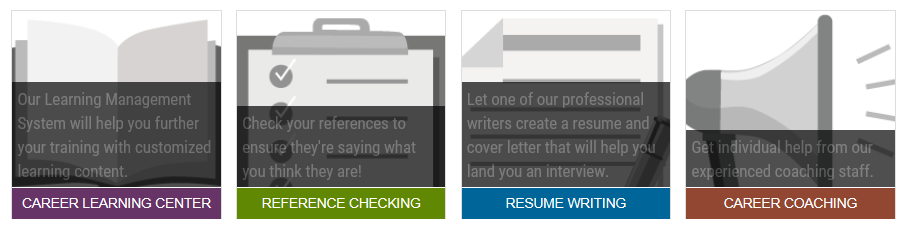 Our Learning Management
System will help you further
your training with customized
learning content.
CAREER LEARNING CENTER
Check your references to
ensure they're saying what
you think they are!
REFERENCE CHECKING
Let one of our professional
writers create a resume and
cover letter that will help you
land you an interview.
RESUME WRITING
Get individual help from our
experienced coaching staff.
CAREER COACHING